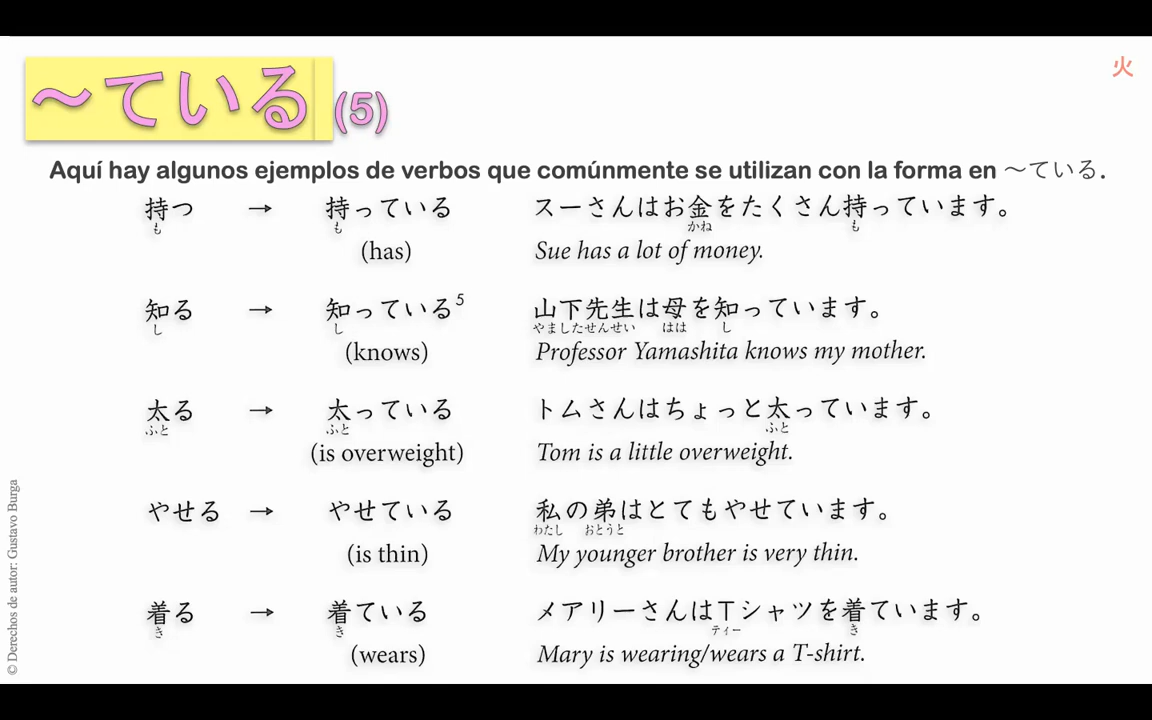 ～ている (5)
火
Aquí hay algunos ejemplos de verbos que comúnmente se utilizan con la forma en ～ている.
持つ → 持っている スーさんはお金をたくさん持っています。
も も かね も
(has) Sue has a lot of money.
知る → 知っている5 山下先生は母を知っています。
し し やましたせんせい はは し
(knows) Professor Yamashita knows my mother.
太る → 太っている トムさんはちょっと太っています。
ふと ふと ふと
(is overweight) Tom is a little overweight.
やせる → やせている 私の弟はとてもやせています。
わたし おとうと
(is thin) My younger brother is very thin.
着る → 着ている メアリーさんはTシャツを着ています。
き き ティー き
(wears) Mary is wearing/wears a T-shirt.
© Derechos de autor: Gustavo Burga